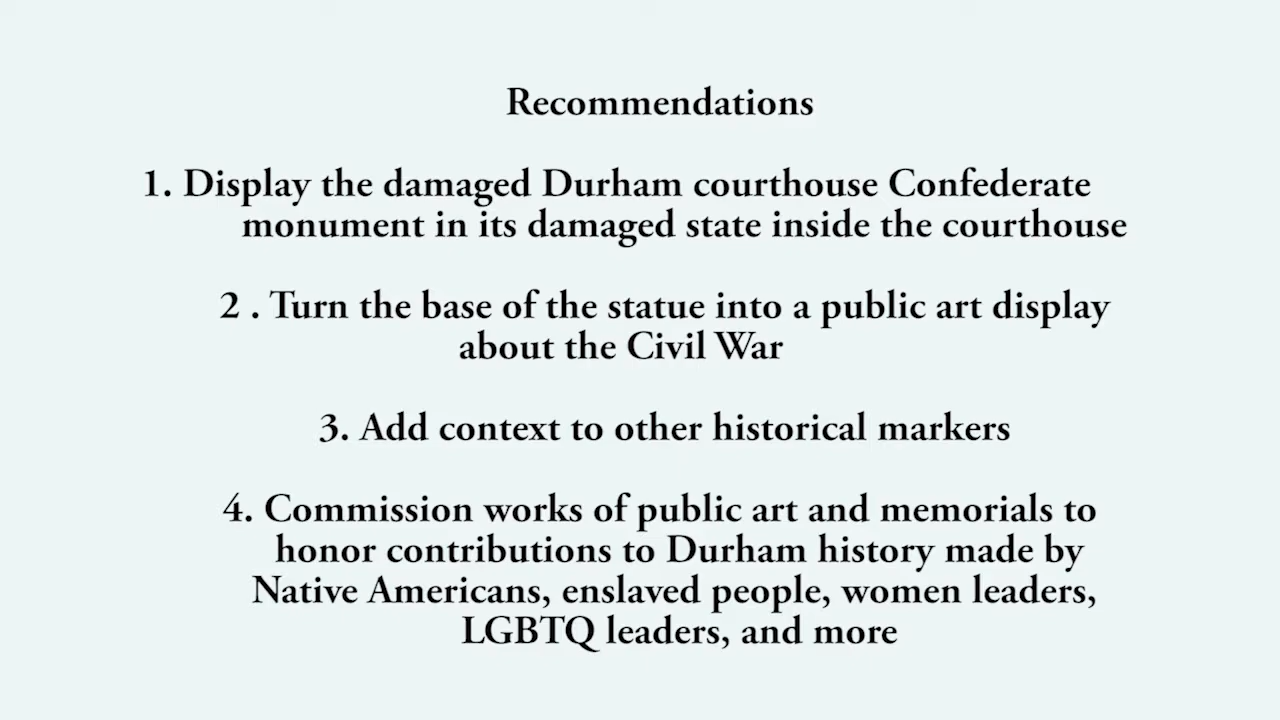 Recommendations
1. Display the damaged Durham courthouse Confederate
monument in its damaged state inside the courthouse
2 . Turn the base of the statue into a public art display
about the Civil War
3. Add context to other historical markers
4. Commission works of public art and memorials to
honor contributions to Durham history made by
Native Americans, enslaved people, women leaders,
LGBTQ leaders, and more